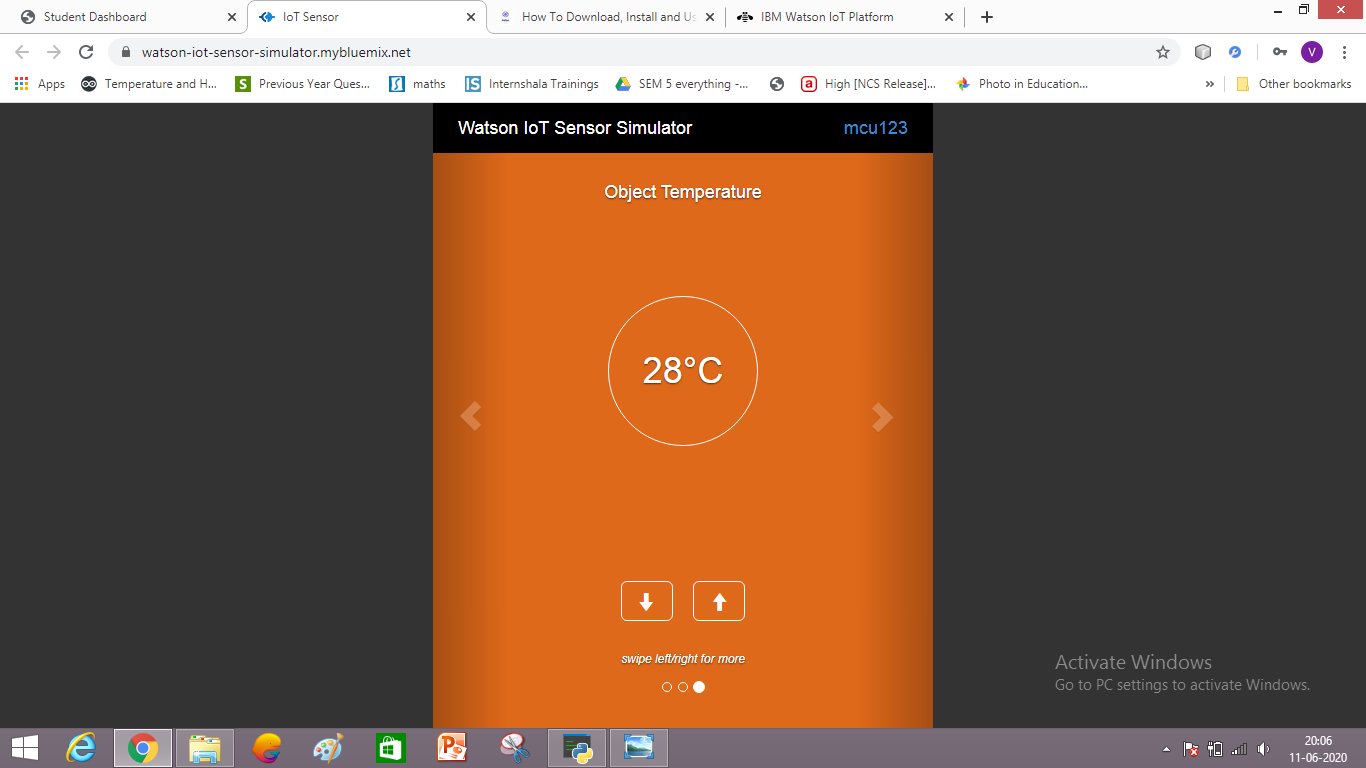 Student Dashboard
IoT Sensor
How To Download, Install and Us
IBM Watson IoT Platform
watson-iot-sensor-simulator.mybluemix.net
V
Apps
Temperature and H...
Previous Year Ques...
maths
Internshala Trainings
SEM 5 everything -...
High [NCS Release]...
Photo in Education...
»
Other bookmarks
Watson IoT Sensor Simulator
mcu123
Object Temperature
28°C
swipe left/right for more
Activate Windows
Go to PC settings to activate Windows.
20:06
11-06-2020